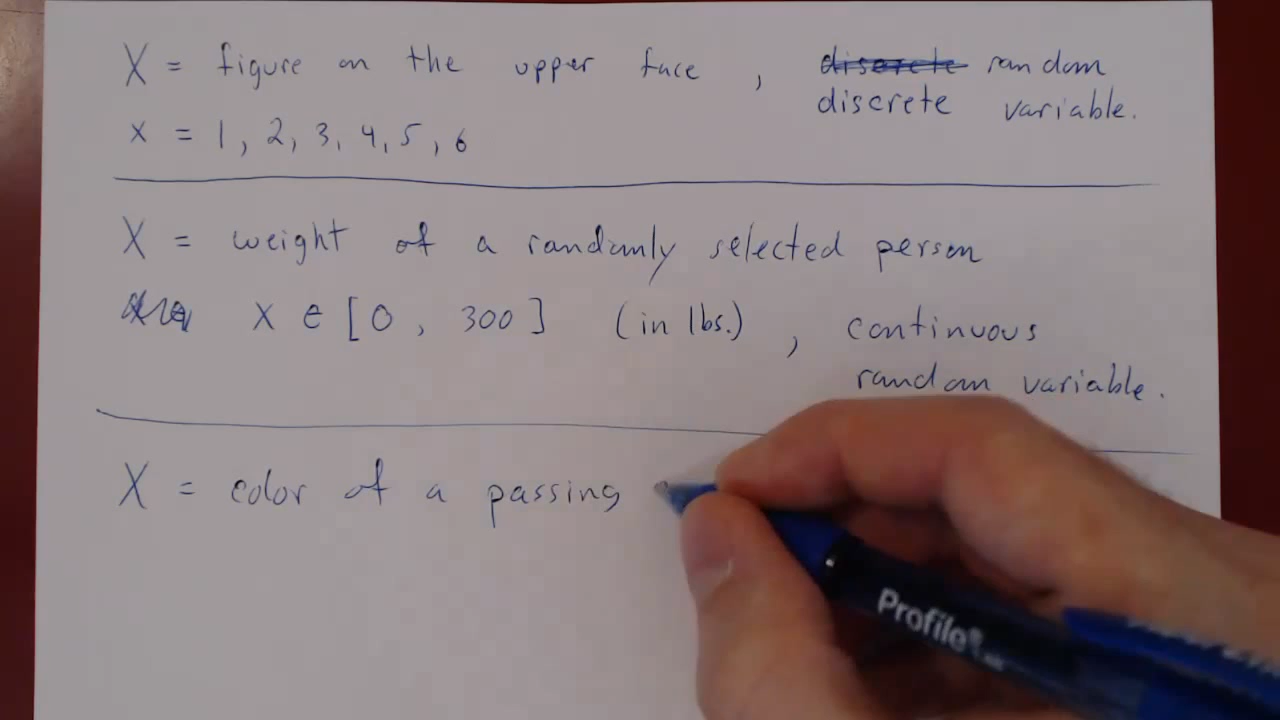 X = figure on the upper face , discrete random
discrete variable.
x = 1, 2, 3, 4, 5, 6
X = weight of a randomly selected person
X ∈ [0, 300] (in lbs.), continuous
random variable.
X = color of a passing
Profile®